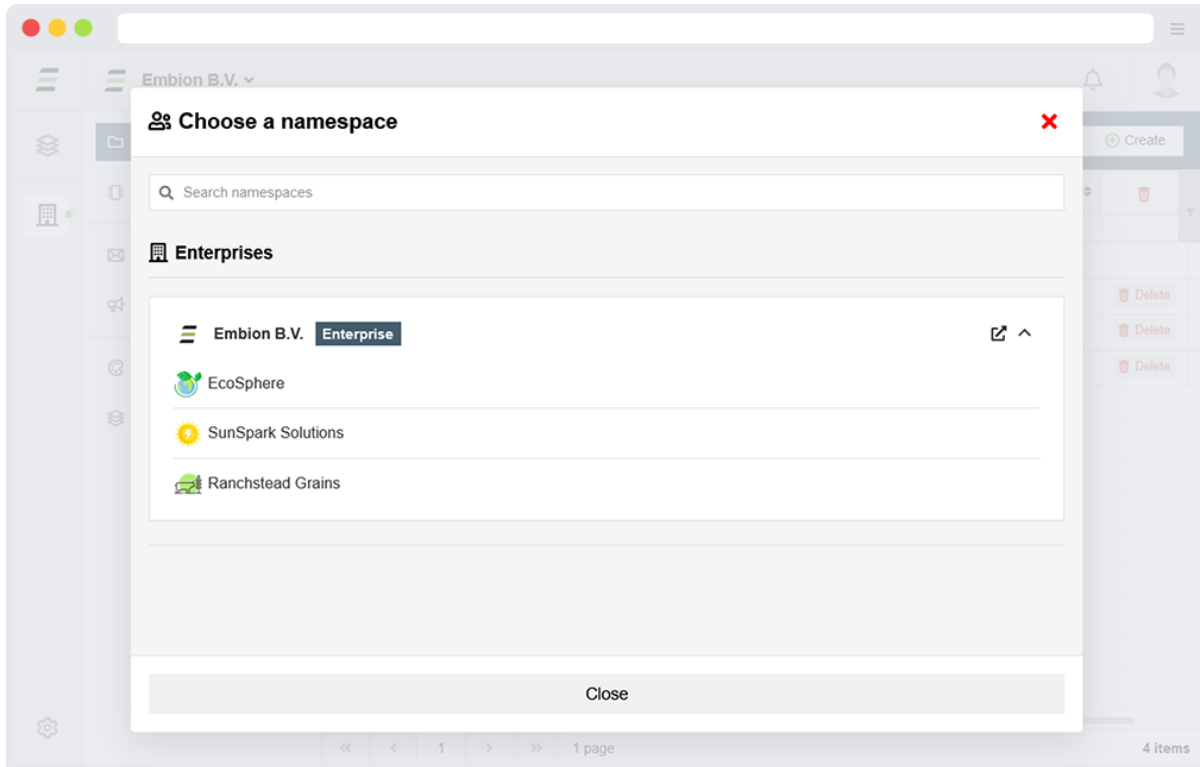 Embion B.V.
Choose a namespace
Create
Search namespaces
Enterprises
Embion B.V. Enterprise
Delete
EcoSphere
Delete
Delete
SunSpark Solutions
Ranchstead Grains
Close
1 1 page 4 items